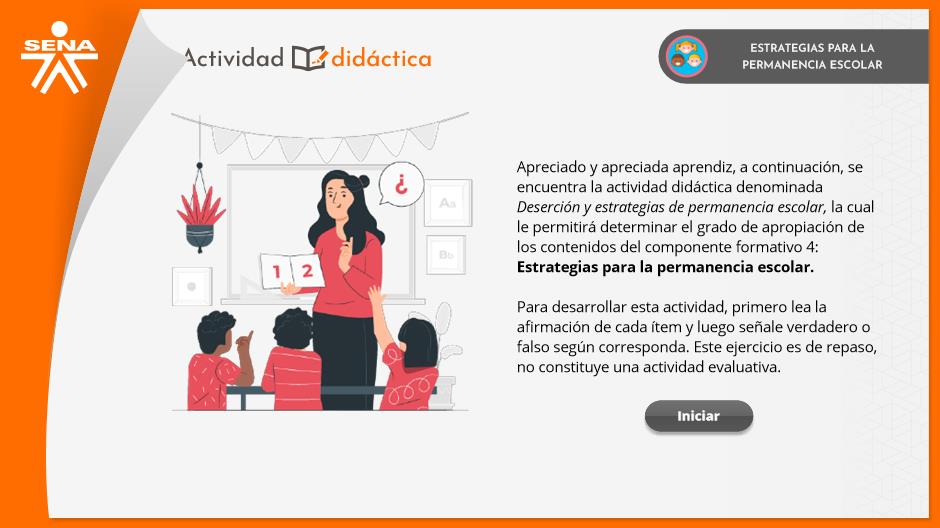 SENA
Actividad didáctica
ESTRATEGIAS PARA LA
PERMANENCIA ESCOLAR
¿
Aa
Bb
1 2
Apreciado y apreciada aprendiz, a continuación, se
encuentra la actividad didáctica denominada
Deserción y estrategias de permanencia escolar, la cual
le permitirá determinar el grado de apropiación de
los contenidos del componente formativo 4:
Estrategias para la permanencia escolar.
Para desarrollar esta actividad, primero lea la
afirmación de cada ítem y luego señale verdadero o
falso según corresponda. Este ejercicio es de repaso,
no constituye una actividad evaluativa.
Iniciar